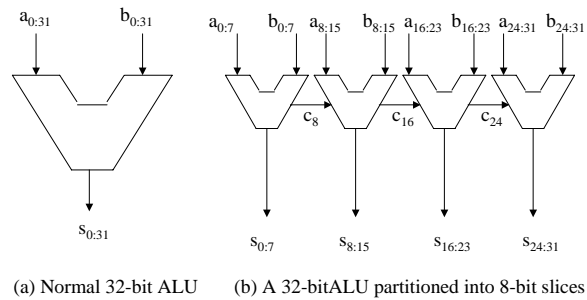 a0:31 b0:31 a0:7 b0:7 a8:15 b8:15 a16:23 b16:23 a24:31 b24:31
c8 c16 c24
s0:31 s0:7 s8:15 s16:23 s24:31
(a) Normal 32-bit ALU (b) A 32-bitALU partitioned into 8-bit slices